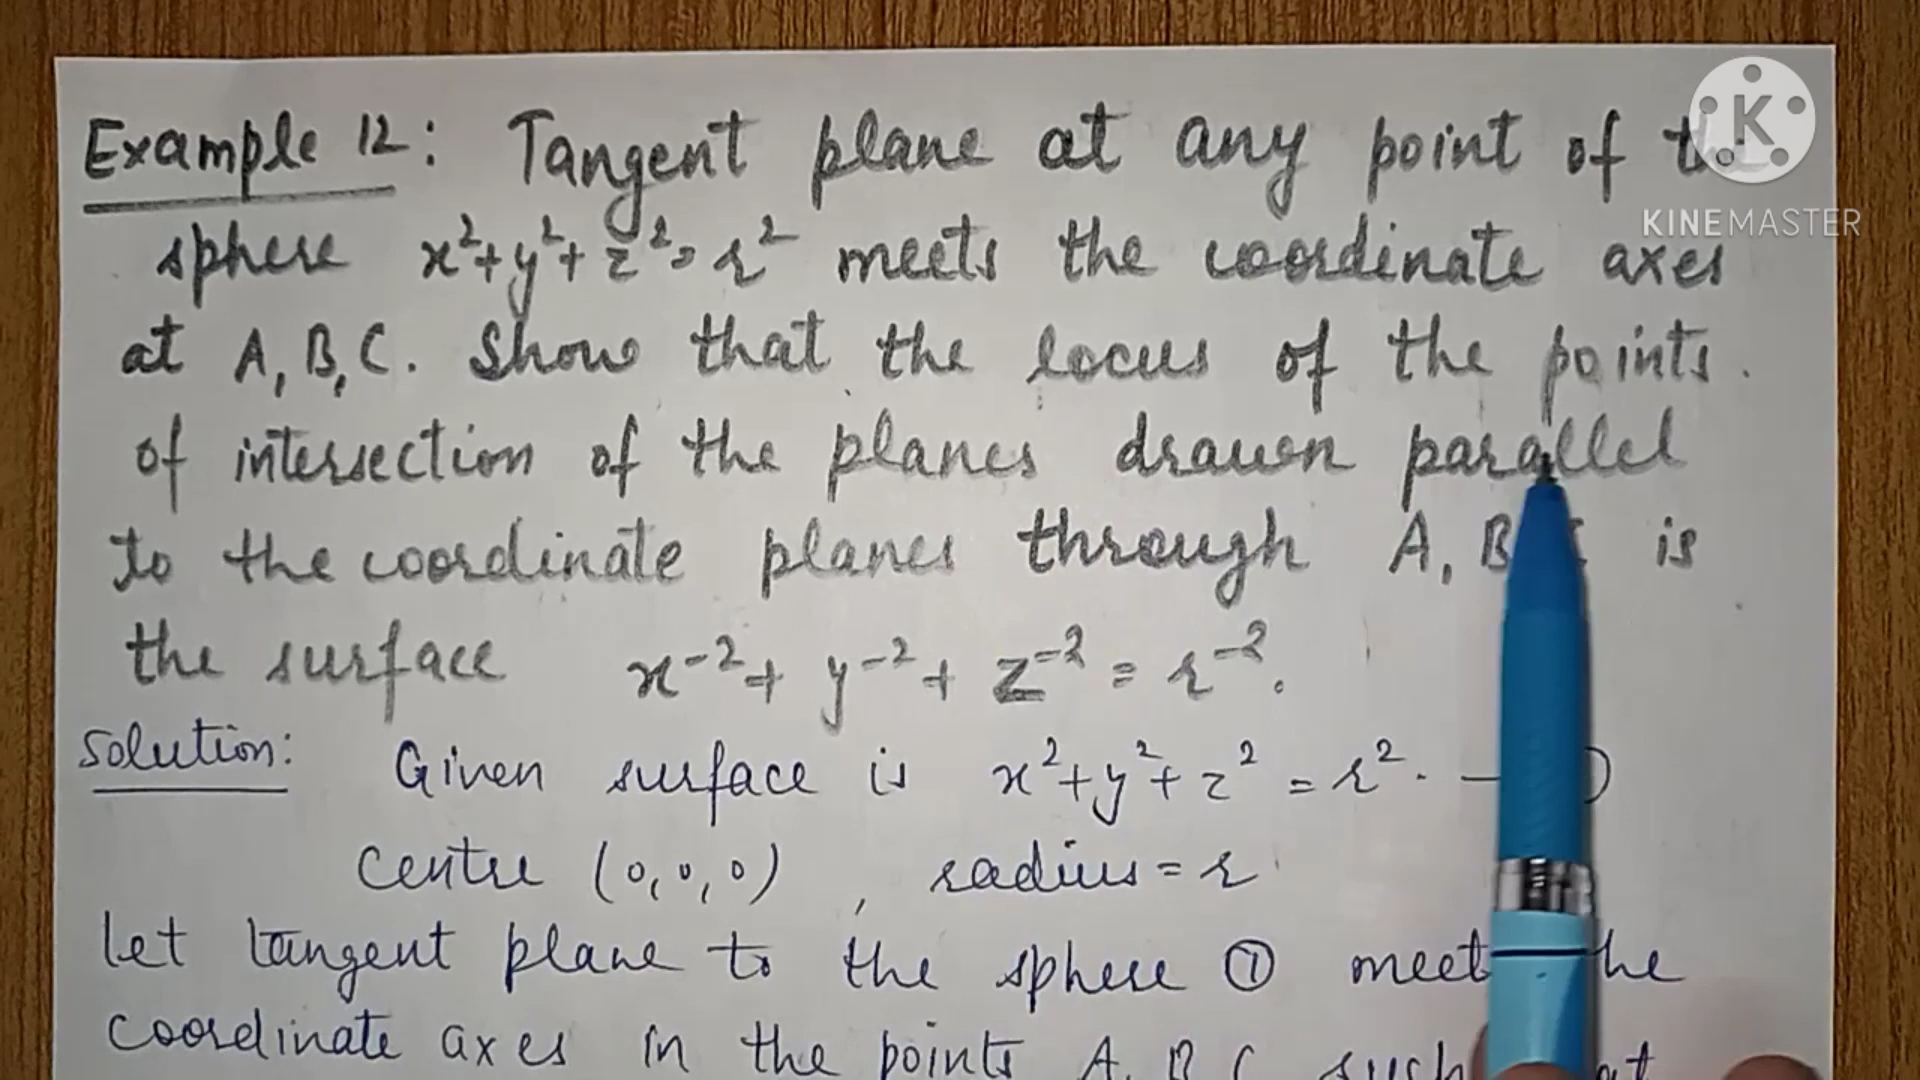 Example 12: Tangent plane at any point of
KINEMASTER
sphere x²+y²+z²=r² meets the coordinate axes
at A, B, C. Show that the locus of the points
of intersection of the planes drawn parallel
to the coordinate planes through A, B is
the surface x⁻²+y⁻²+z⁻²=r⁻².
Solution: Given surface is x²+y²+z²=r².
centre (0,0,0), radius=r
Let tangent plane to the sphere ① meet the
coordinate axes in the points A, B, C such